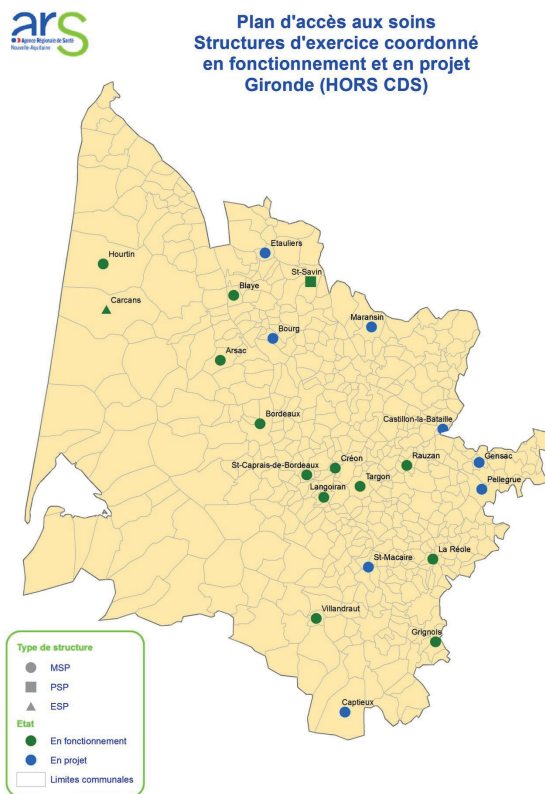 ars
Agence Régionale de Santé
Nouvelle-Aquitaine
Plan d'accès aux soins
Structures d'exercice coordonné
en fonctionnement et en projet
Gironde (HORS CDS)
Etauliers
Hourtin
St-Savin
Blaye
Carcans
Maransin
Bourg
Arsac
Bordeaux
Castillon-la-Bataille
Créon
Rauzan
Gensac
St-Caprais-de-Bordeaux
Targon
Pellegrue
Langoiran
La Réole
St-Macaire
Villandraut
Grignols
Captieux
Type de structure
MSP
PSP
ESP
Etat
En fonctionnement
En projet
Limites communales